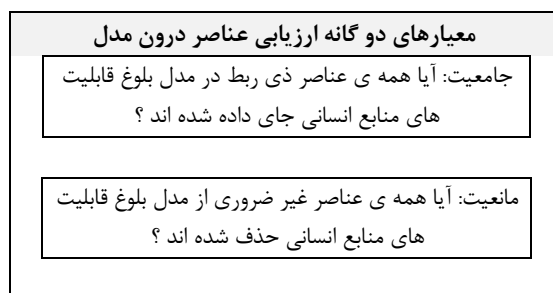 معیارهای دو گانه ارزیابی عناصر درون مدل
جامعیت: آیا همه ی عناصر ذی ربط در مدل بلوغ قابلیت
های منابع انسانی جای داده شده اند ؟
مانعیت: آیا همه ی عناصر غیر ضروری از مدل بلوغ قابلیت
های منابع انسانی حذف شده اند ؟